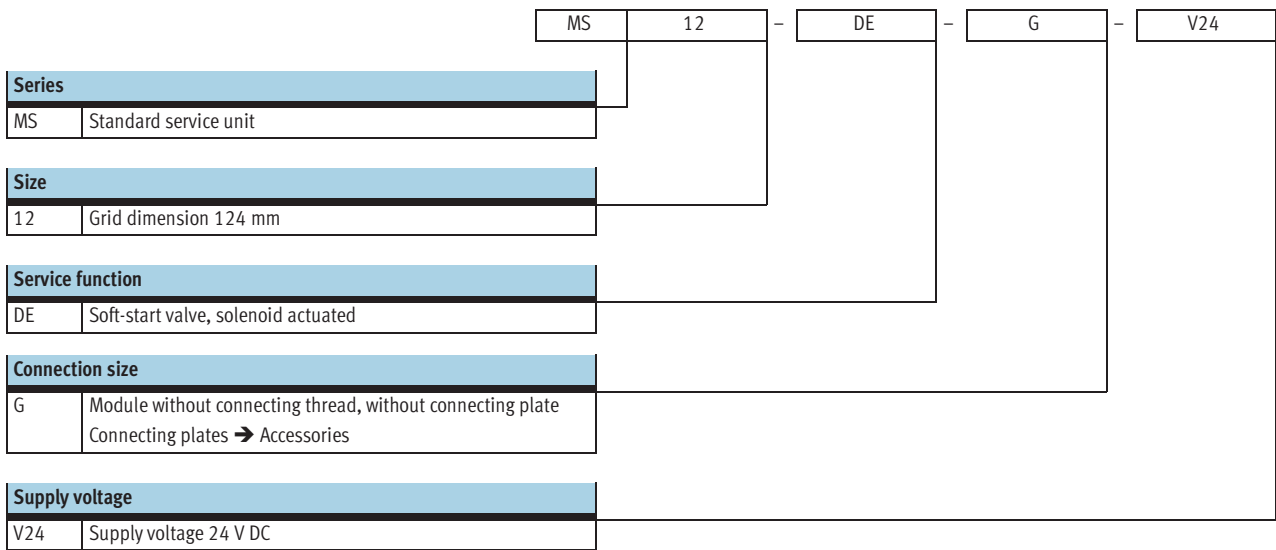 MS 12 – DE – G – V24
Series
MS Standard service unit
Size
12 Grid dimension 124 mm
Service function
DE Soft-start valve, solenoid actuated
Connection size
G Module without connecting thread, without connecting plate
Connecting plates ➔ Accessories
Supply voltage
V24 Supply voltage 24 V DC